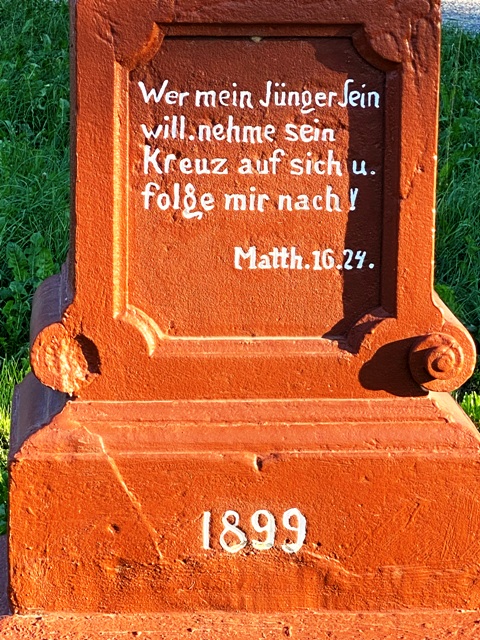 Wer mein Jünger sein
will. nehme sein
Kreuz auf sich u.
folge mir nach!
Matth. 16. 24.
1899